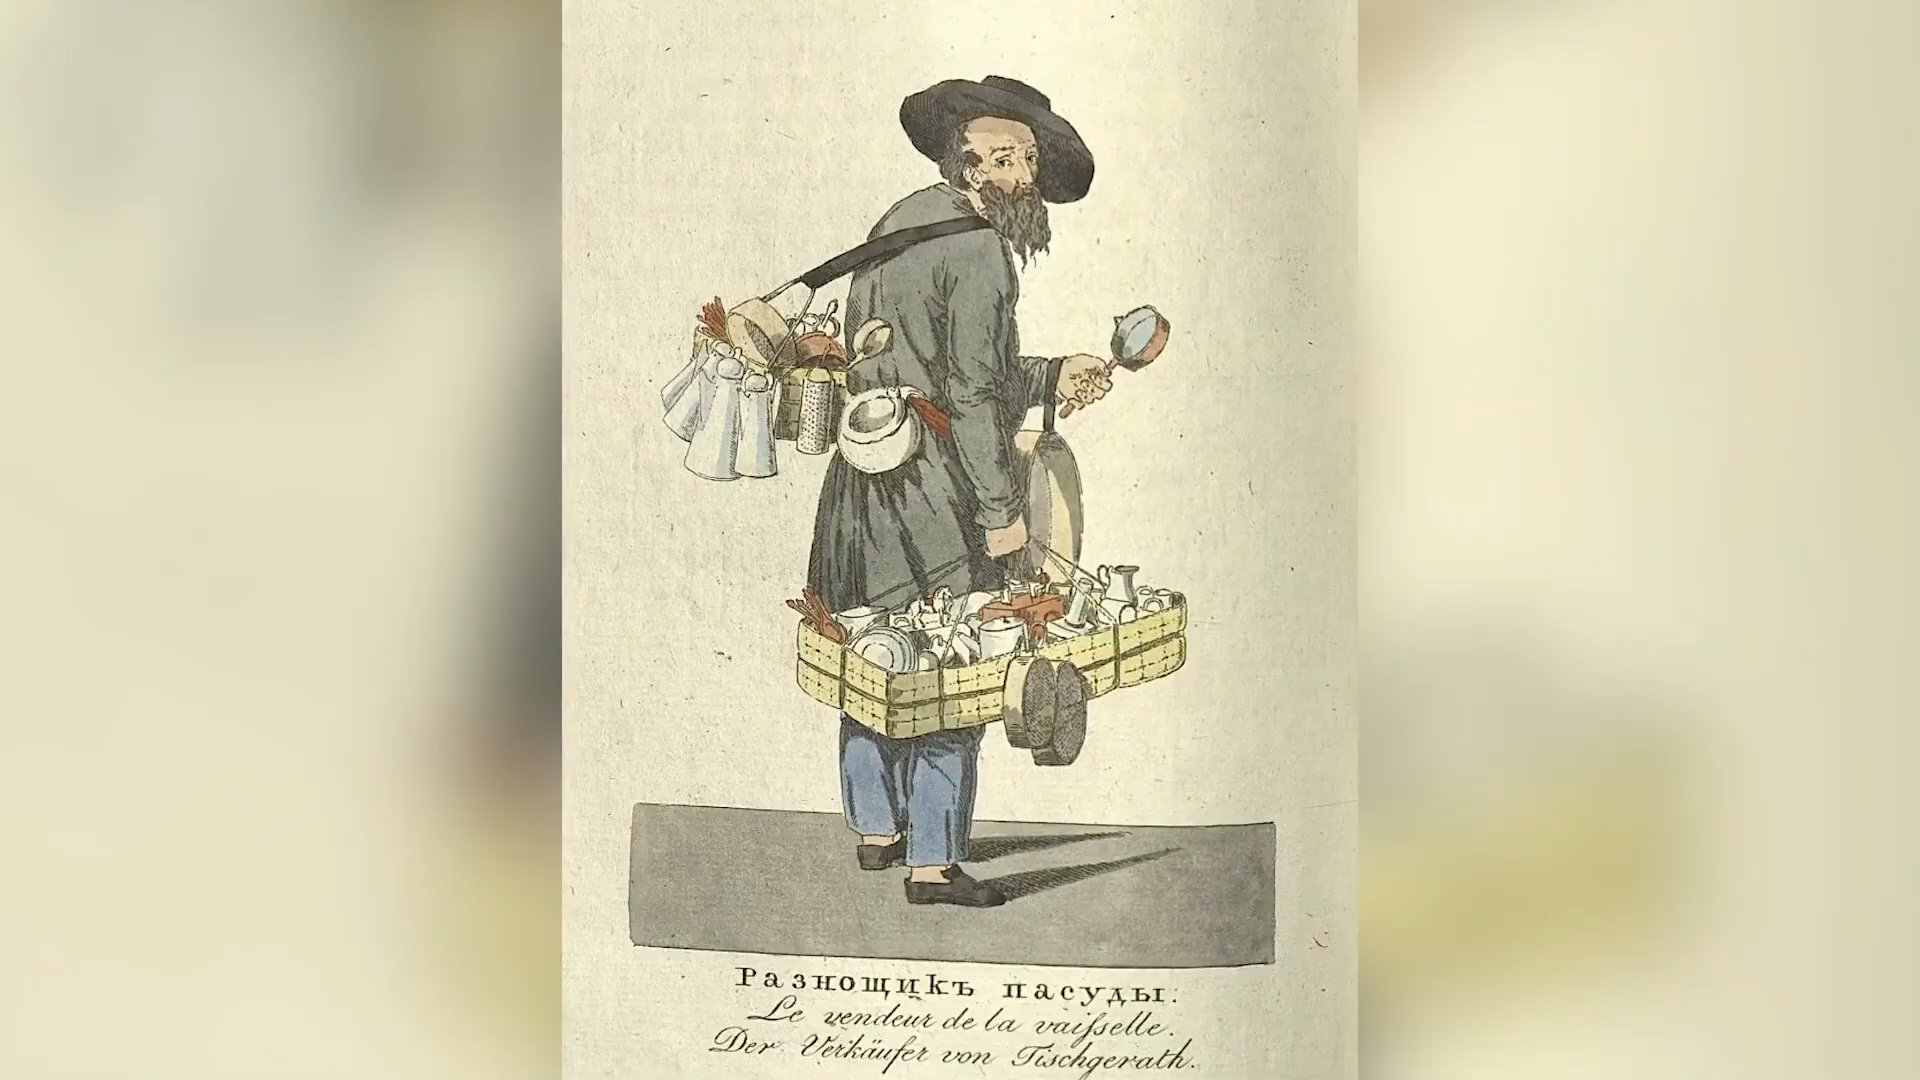 Разнощикъ пасуды.
Le vendeur de la vaiſselle.
Der Verkäufer von Tischgerath.